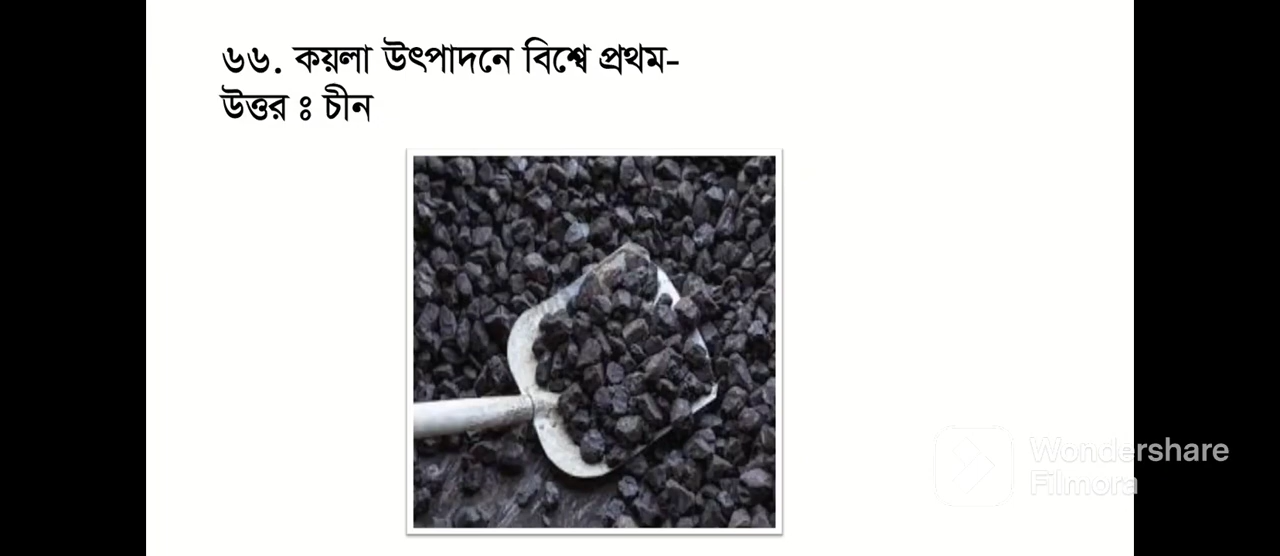 ৬৬. কয়লা উৎপাদনে বিশ্বে প্রথম-
উত্তর ঃ চীন
Wondershare
Filmora